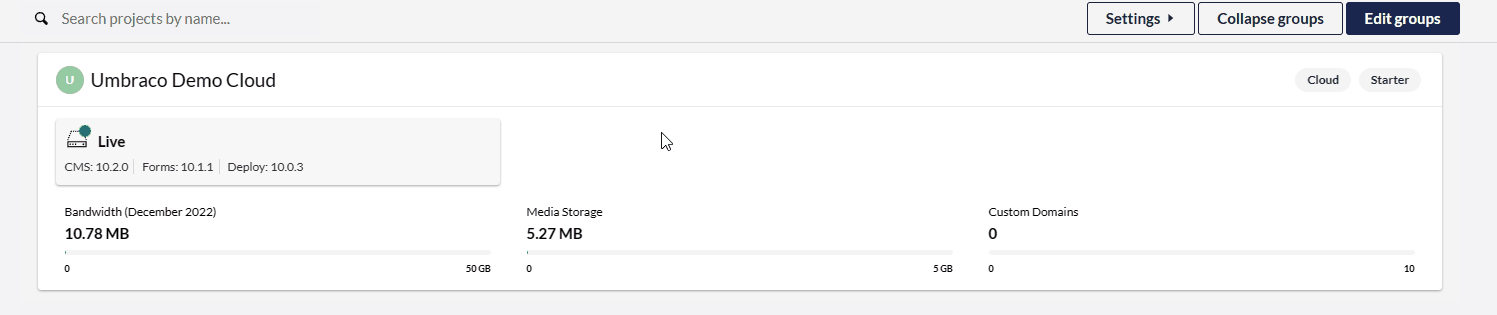 Search projects by name...
Settings
Collapse groups
Edit groups
U
Umbraco Demo Cloud
Cloud
Starter
Live
CMS: 10.2.0
Forms: 10.1.1
Deploy: 10.0.3
Bandwidth (December 2022)
10.78 MB
0
50 GB
Media Storage
5.27 MB
0
5 GB
Custom Domains
0
0
10